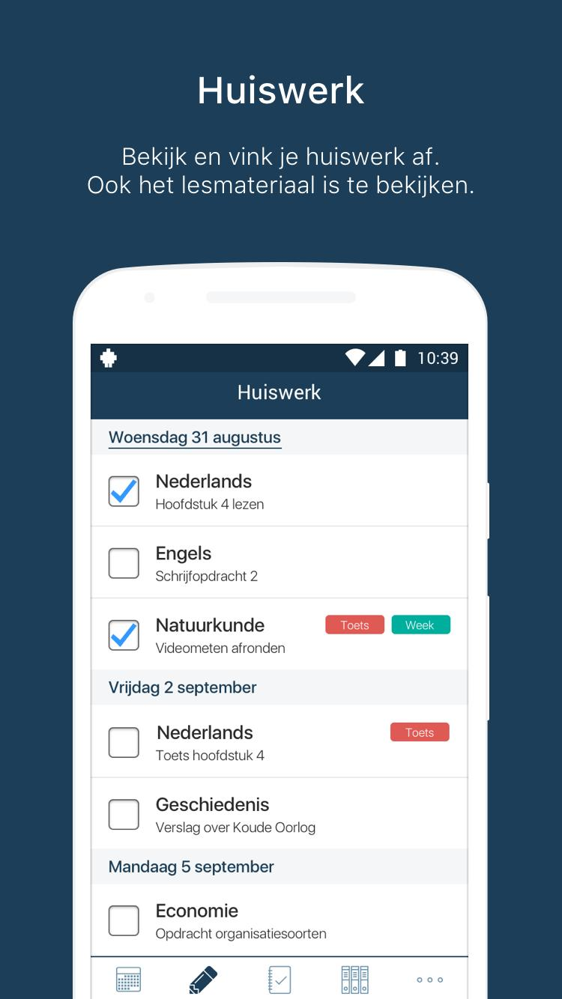 Huiswerk
Bekijk en vink je huiswerk af.
Ook het lesmateriaal is te bekijken.
10:39
Huiswerk
Woensdag 31 augustus
Nederlands
Hoofdstuk 4 lezen
Engels
Schrijfopdracht 2
Natuurkunde Toets Week
Videometen afronden
Vrijdag 2 september
Nederlands Toets
Toets hoofdstuk 4
Geschiedenis
Verslag over Koude Oorlog
Mandaag 5 september
Economie
Opdracht organisatiesoorten